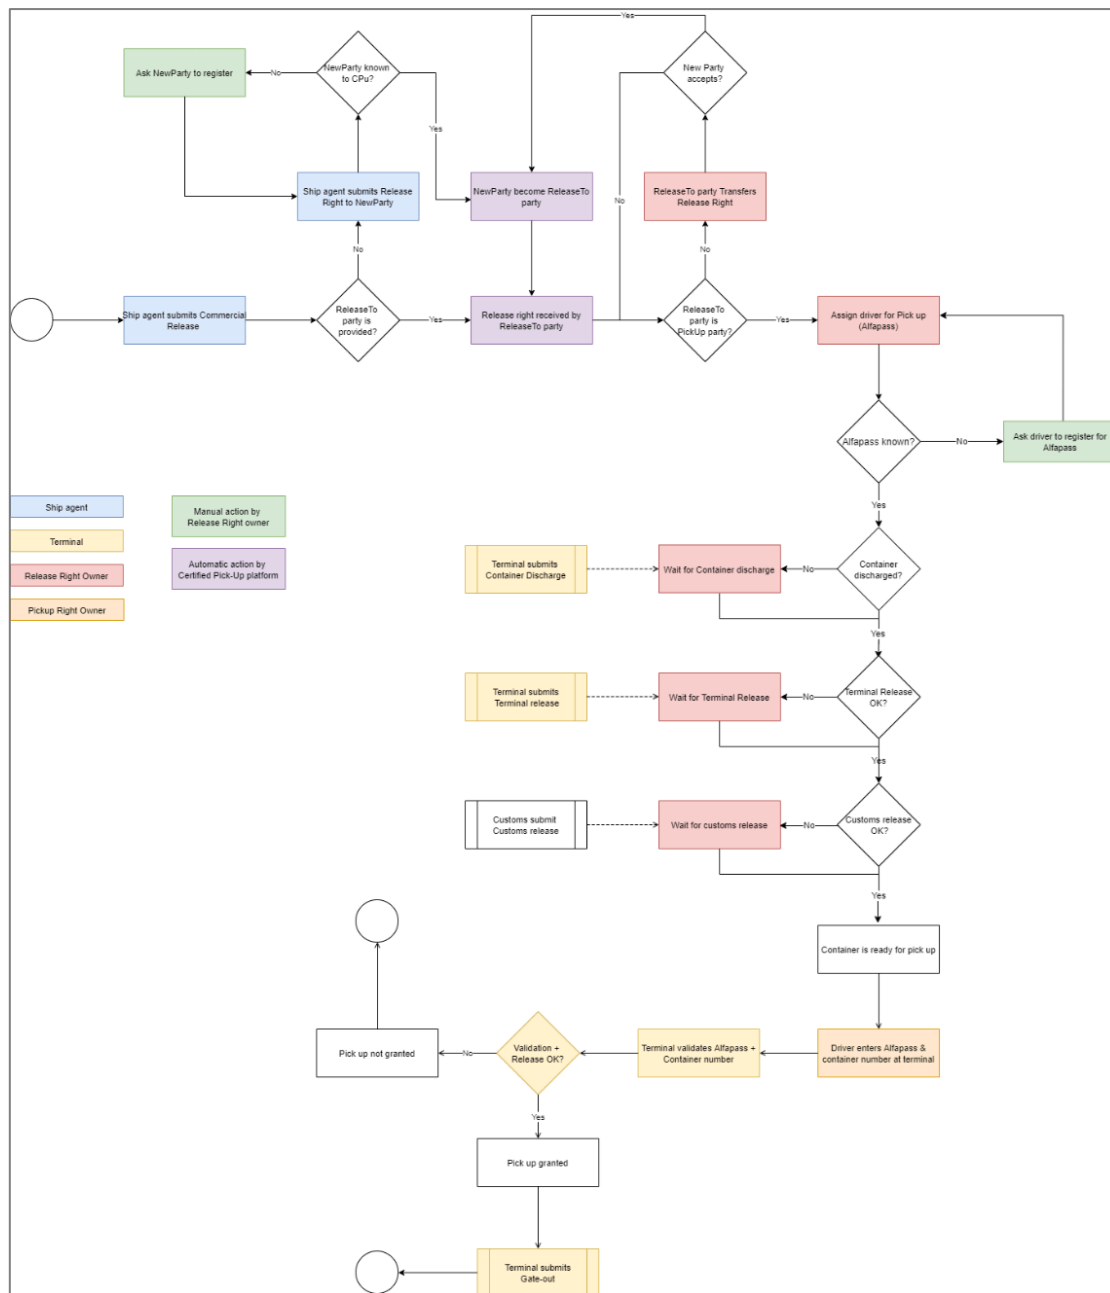 Yes
Ask NewParty to register
No
NewParty known
to CPu?
New Party
accepts?
Yes
Ship agent submits Release
Right to NewParty
NewParty become ReleaseTo
party
ReleaseTo party Transfers
Release Right
No
No
No
Ship agent submits Commercial
Release
ReleaseTo
party is
provided?
Yes
Release right received by
ReleaseTo party
ReleaseTo
party is
PickUp party?
Yes
Assign driver for Pick up
(Alfapass)
Alfapass known?
No
Ask driver to register for
Alfapass
Yes
Ship agent
Terminal
Release Right Owner
Pickup Right Owner
Manual action by
Release Right owner
Automatic action by
Certified Pick-Up platform
Terminal submits
Container Discharge
Wait for Container discharge
No
Container
discharged?
Yes
Terminal submits
Terminal release
Wait for Terminal Release
No
Terminal Release
OK?
Yes
Customs submit
Customs release
Wait for customs release
No
Customs release
OK?
Yes
Container is ready for pick up
Driver enters Alfapass &
container number at terminal
Terminal validates Alfapass +
Container number
Validation +
Release OK?
No
Pick up not granted
Yes
Pick up granted
Terminal submits
Gate-out